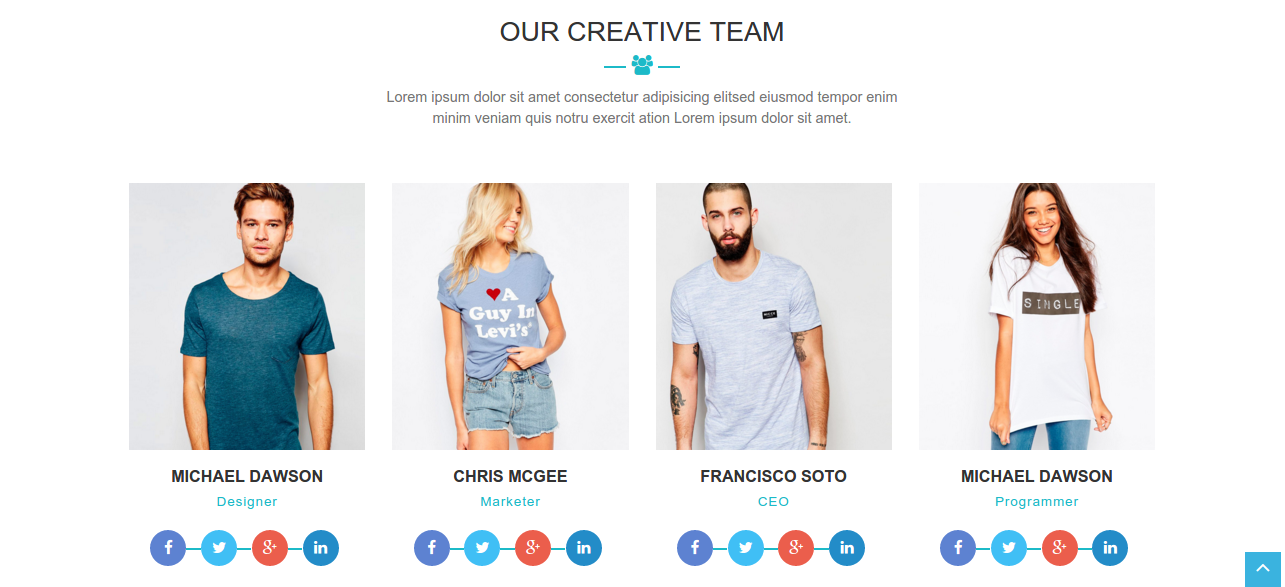 OUR CREATIVE TEAM
Lorem ipsum dolor sit amet consectetur adipisicing elitsed eiusmod tempor enim
minim veniam quis notru exercit ation Lorem ipsum dolor sit amet.
A
Guy In
Levi's
SINGLE
MICHAEL DAWSON
Designer
CHRIS MCGEE
Marketer
FRANCISCO SOTO
CEO
MICHAEL DAWSON
Programmer